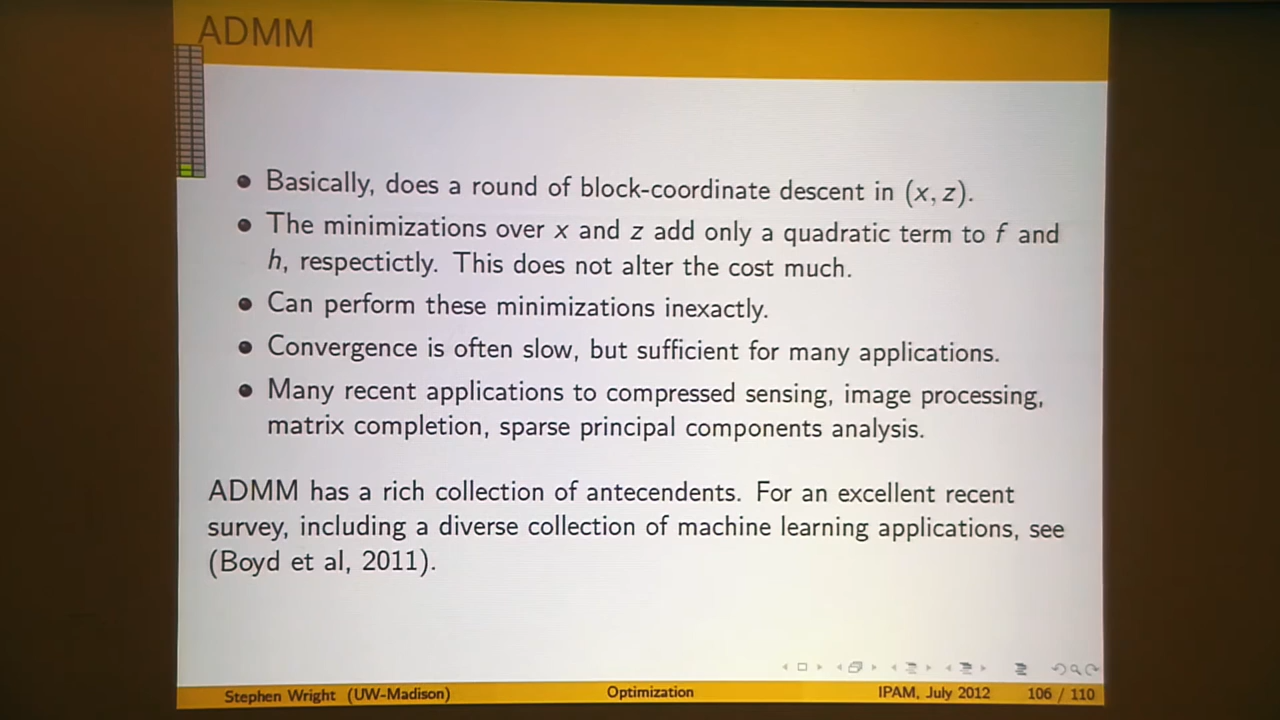 ADMM
Basically, does a round of block-coordinate descent in (x, z).
The minimizations over x and z add only a quadratic term to f and
h, respectictly. This does not alter the cost much.
Can perform these minimizations inexactly.
Convergence is often slow, but sufficient for many applications.
Many recent applications to compressed sensing, image processing,
matrix completion, sparse principal components analysis.
ADMM has a rich collection of antecendents. For an excellent recent
survey, including a diverse collection of machine learning applications, see
(Boyd et al, 2011).
Stephen Wright (UW-Madison)
Optimization
IPAM, July 2012
106 / 110